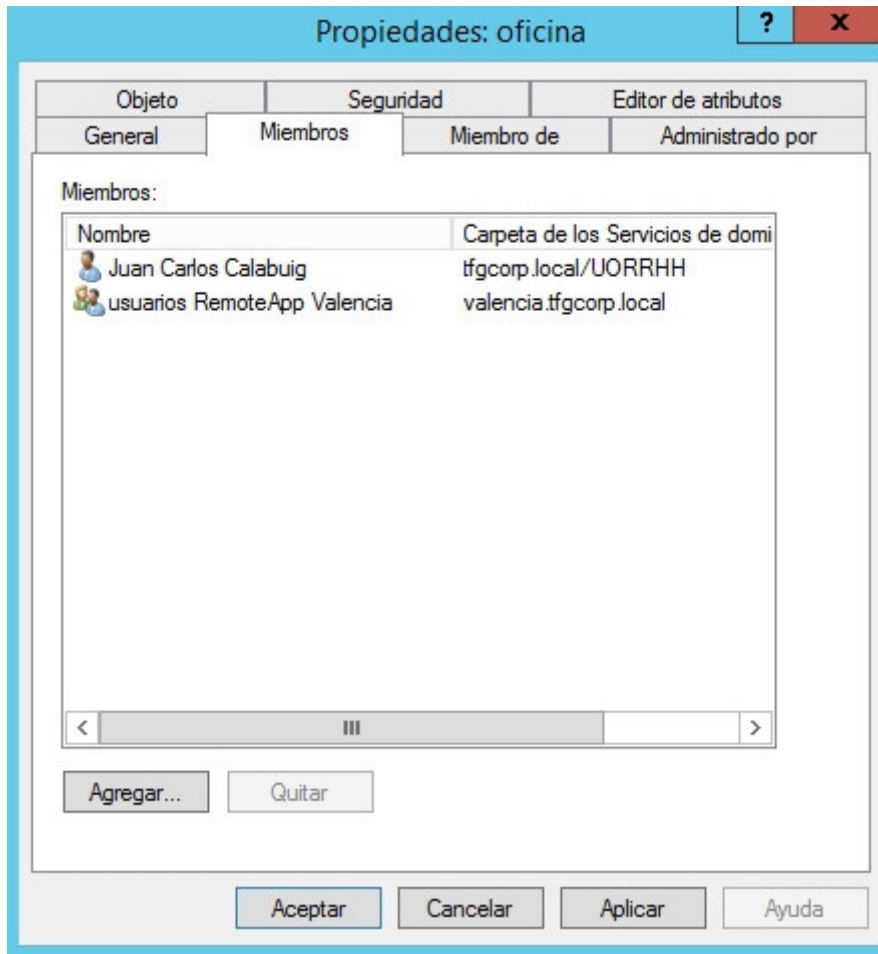 Propiedades: oficina
?
x
Objeto
Seguridad
Editor de atributos
General
Miembros
Miembro de
Administrado por
Miembros:
Nombre
Carpeta de los Servicios de domi
Juan Carlos Calabuig
tfgcorp.local/UORRHH
usuarios RemoteApp Valencia
valencia.tfgcorp.local
Agregar...
Quitar
Aceptar
Cancelar
Aplicar
Ayuda